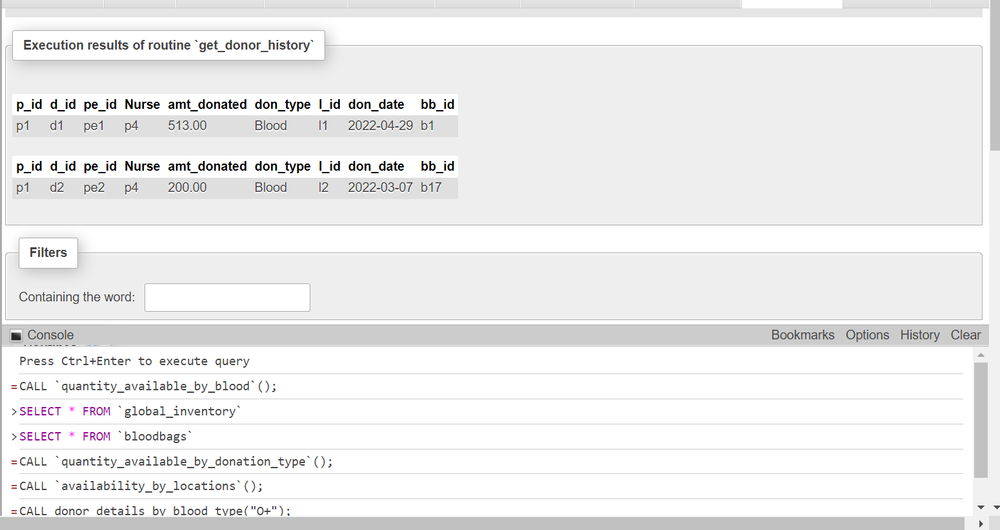 Execution results of routine `get_donor_history`
p_id d_id pe_id Nurse amt_donated don_type l_id don_date bb_id
p1 d1 pe1 p4 513.00 Blood l1 2022-04-29 b1
p_id d_id pe_id Nurse amt_donated don_type l_id don_date bb_id
p1 d2 pe2 p4 200.00 Blood l2 2022-03-07 b17
Filters
Containing the word:
Console Bookmarks Options History Clear
Press Ctrl+Enter to execute query
=CALL `quantity_available_by_blood`();
>SELECT * FROM `global_inventory`
>SELECT * FROM `bloodbags`
=CALL `quantity_available_by_donation_type`();
=CALL `availability_by_locations`();
=CALL donor_details_by_blood_type("O+");